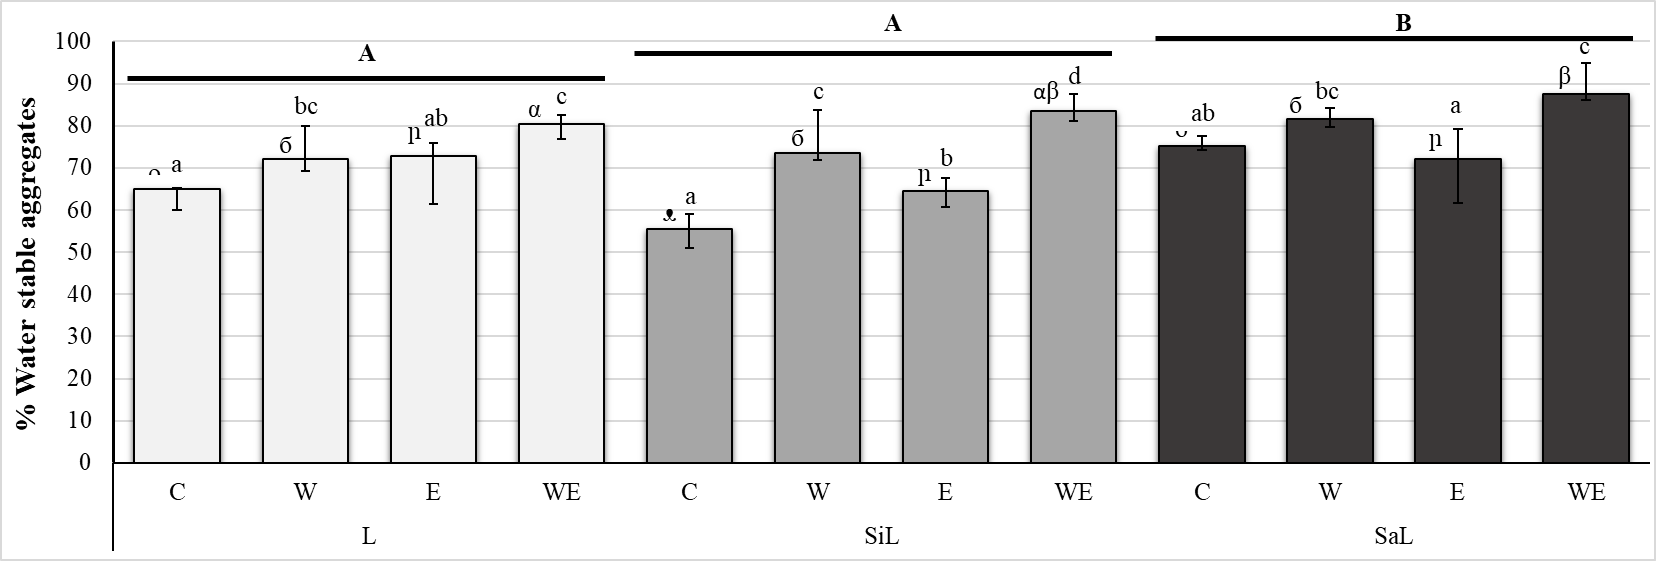 A
A
B
% Water stable aggregates
100
90
80
70
60
50
40
30
20
10
0
a
б bc
ab
α c
a
б c
b
αβ d
ab
б bc
a
β c
C W E WE C W E WE C W E WE
L SiL SaL